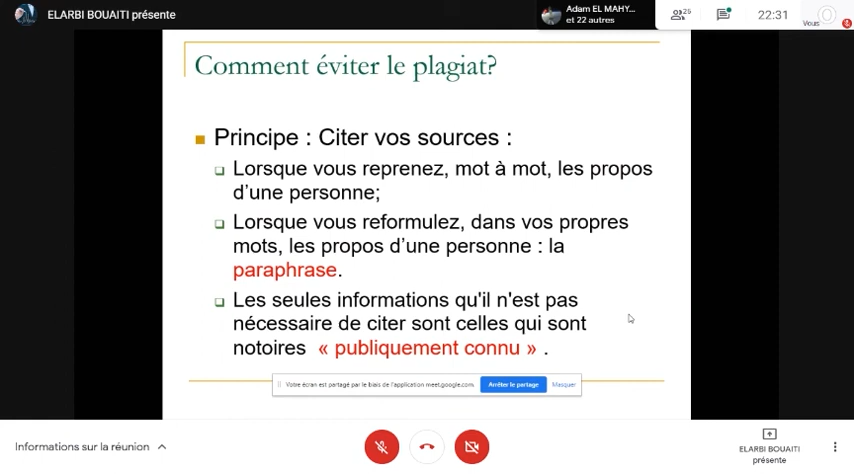 ELARBI BOUAITI présente
Adam EL MAHY...
et 22 autres
25
22:31
Vous
Comment éviter le plagiat?
Principe : Citer vos sources :
Lorsque vous reprenez, mot à mot, les propos
d'une personne;
Lorsque vous reformulez, dans vos propres
mots, les propos d'une personne : la
paraphrase.
Les seules informations qu'il n'est pas
nécessaire de citer sont celles qui sont
notoires « publiquement connu » .
Votre écran est partagé par le biais de l'application meet.google.com.
Arrêter le partage
Masquer
Informations sur la réunion
ELARBI BOUAITI
présente